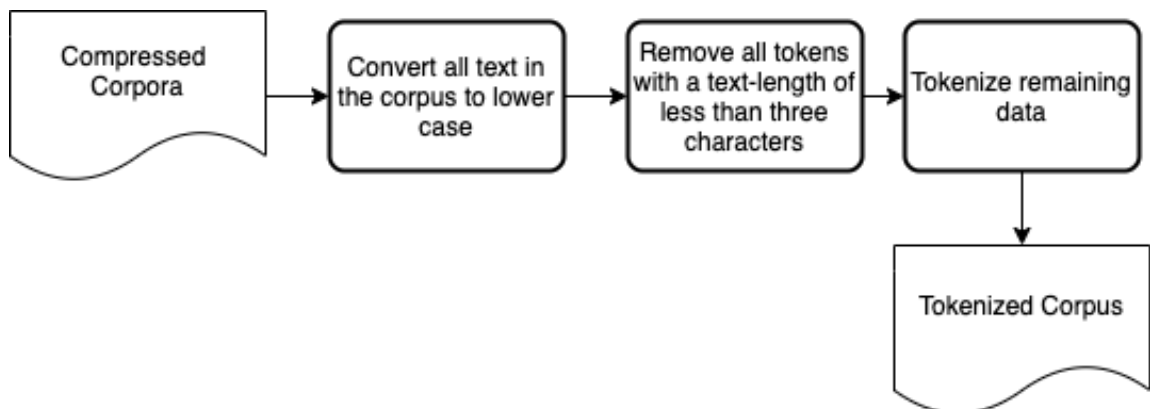 Compressed
Corpora
Convert all text in
the corpus to lower
case
Remove all tokens
with a text-length of
less than three
characters
Tokenize remaining
data
Tokenized Corpus